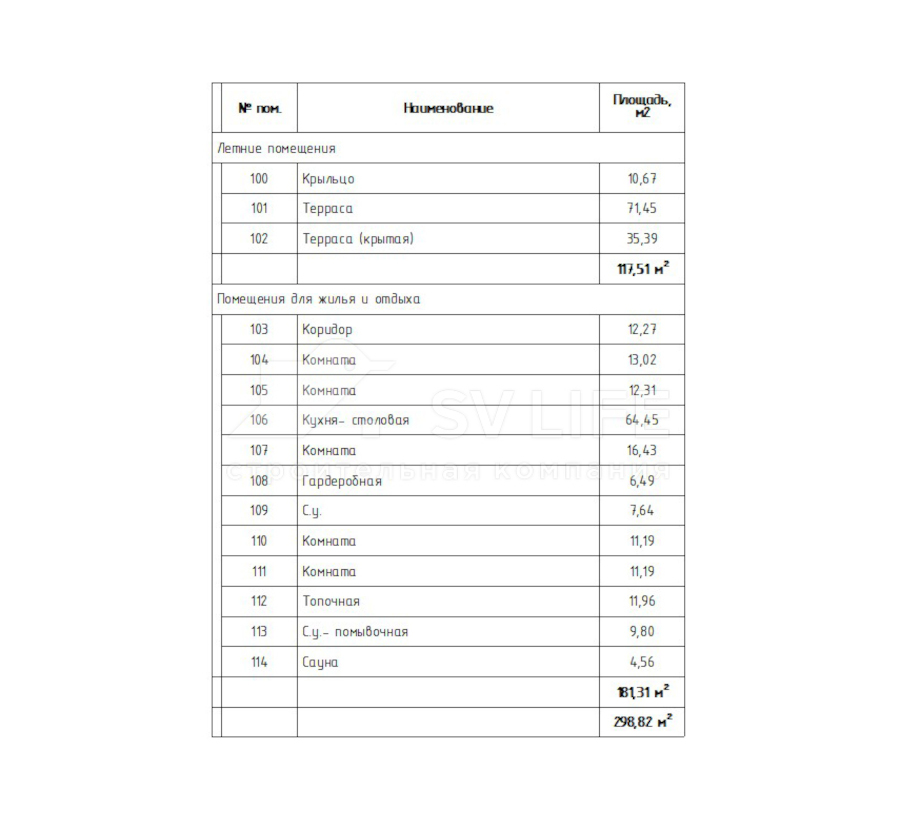 № пом. Наименование Площадь, м2
Летние помещения
100 Крыльцо 10,67
101 Терраса 71,45
102 Терраса (крытая) 35,39
117,51 м²
Помещения для жилья и отдыха
103 Коридор 12,27
104 Комната 13,02
105 Комната 12,31
106 Кухня- столовая 64,45
SV LIFE
107 Комната 16,43
строительная компания
108 Гардеробная 6,49
109 С.у. 7,64
110 Комната 11,19
111 Комната 11,19
112 Топочная 11,96
113 С.у.- помывочная 9,80
114 Сауна 4,56
181,31 м²
298,82 м²